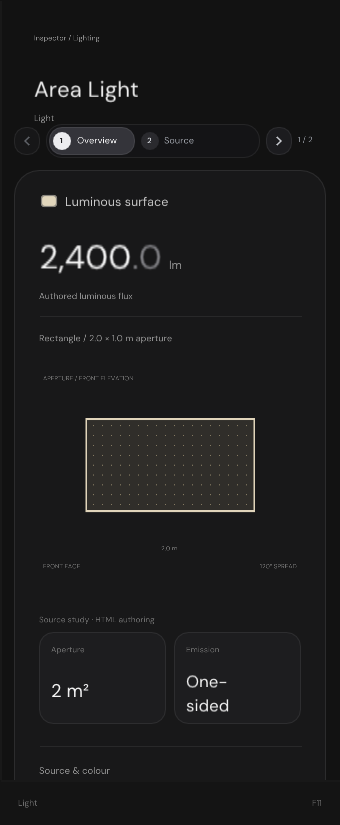 Inspector / Lighting
Area Light
Light
1 Overview 2 Source 1 / 2
Luminous surface
2,400.0 lm
Authored luminous flux
Rectangle / 2.0 × 1.0 m aperture
APERTURE / FRONT ELEVATION
2.0 m
FRONT FACE 120° SPREAD
Source study · HTML authoring
Aperture Emission
2 m² One-
sided
Source & colour
Light F11